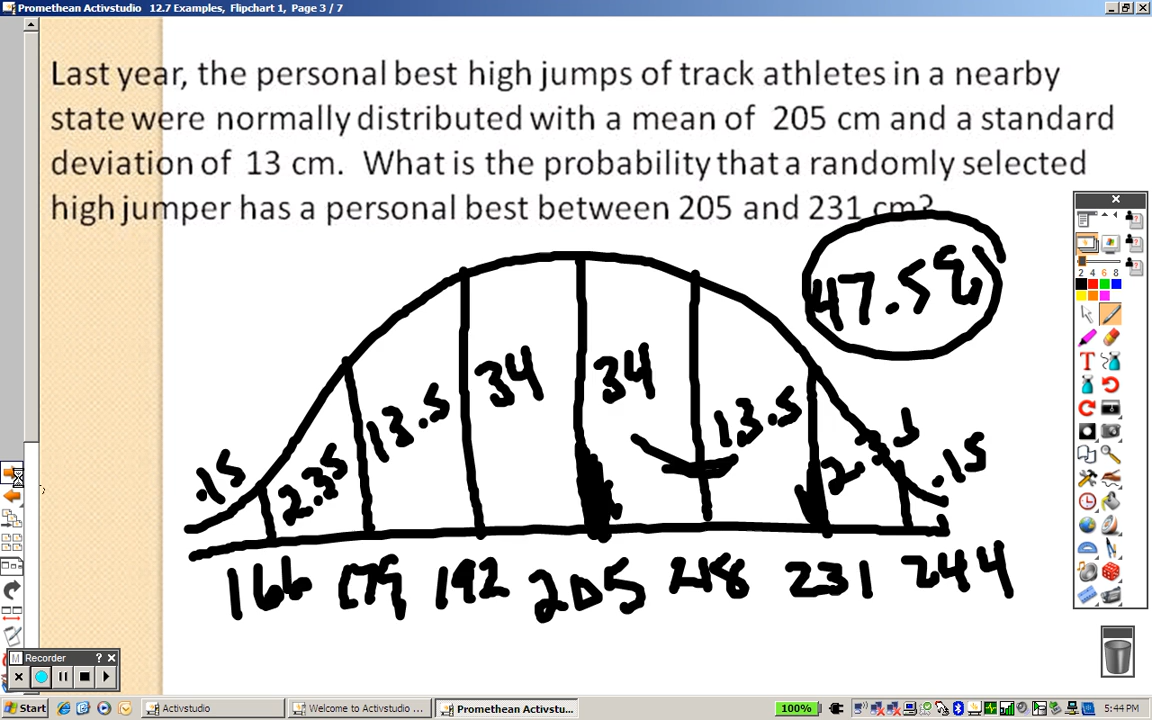 Promethean Activstudio 12.7 Examples, Flipchart 1, Page 3 / 7
Last year, the personal best high jumps of track athletes in a nearby
state were normally distributed with a mean of 205 cm and a standard
deviation of 13 cm. What is the probability that a randomly selected
high jumper has a personal best between 205 and 231 cm?
47.5%
2 4 6 8
.15 2.35 13.5 34 34 13.5 .15
166 179 192 205 218 231 244
Recorder
Start Activstudio Welcome to Activstudio ... Promethean Activstu... 100% 5:44 PM